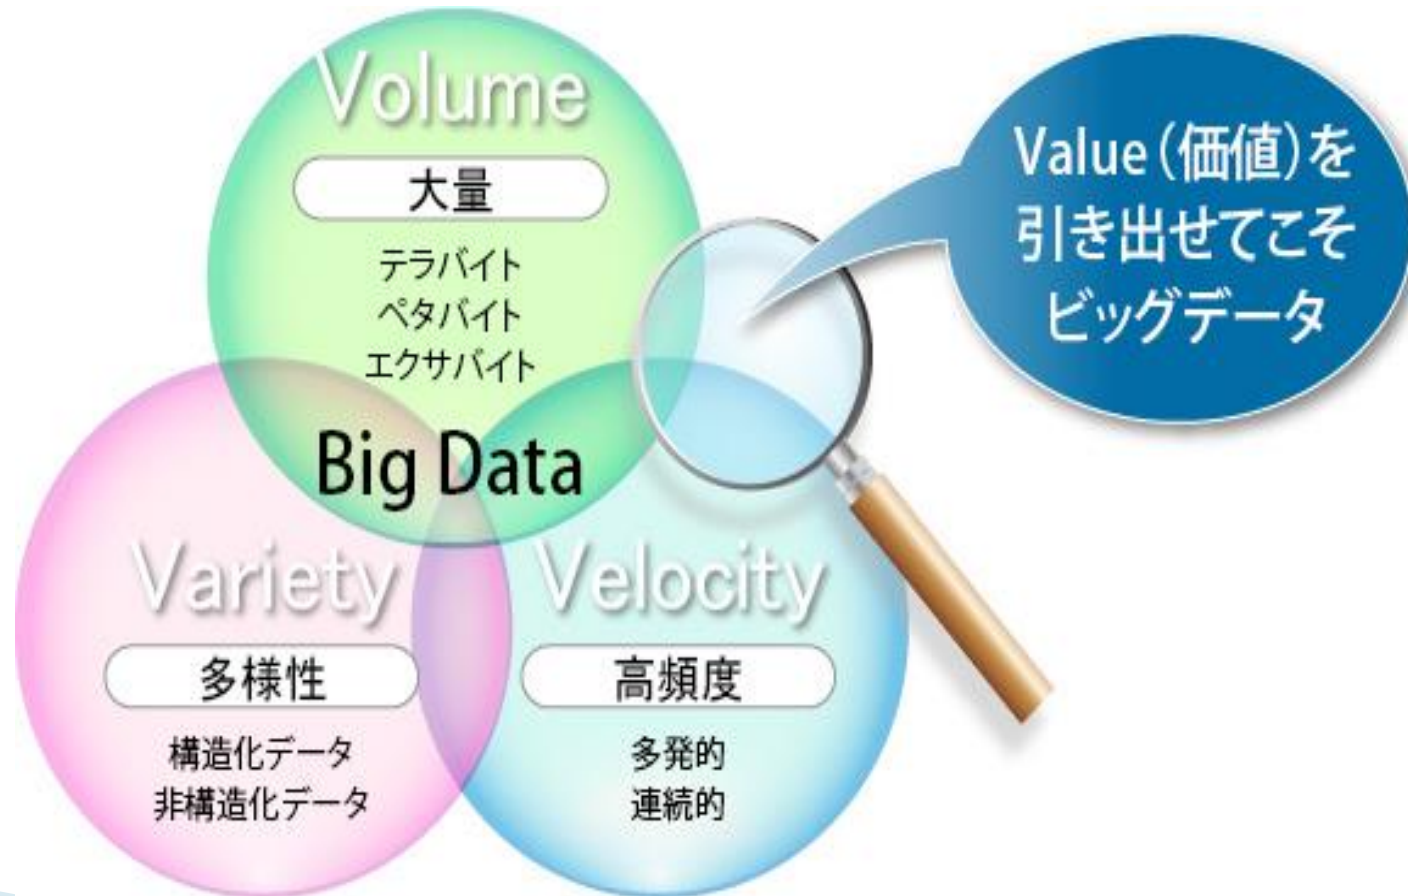 Volume
大量
テラバイト
ペタバイト
エクサバイト
Big Data
Variety
多様性
構造化データ
非構造化データ
Velocity
高頻度
多発的
連続的
Value(価値)を
引き出せてこそ
ビッグデータ